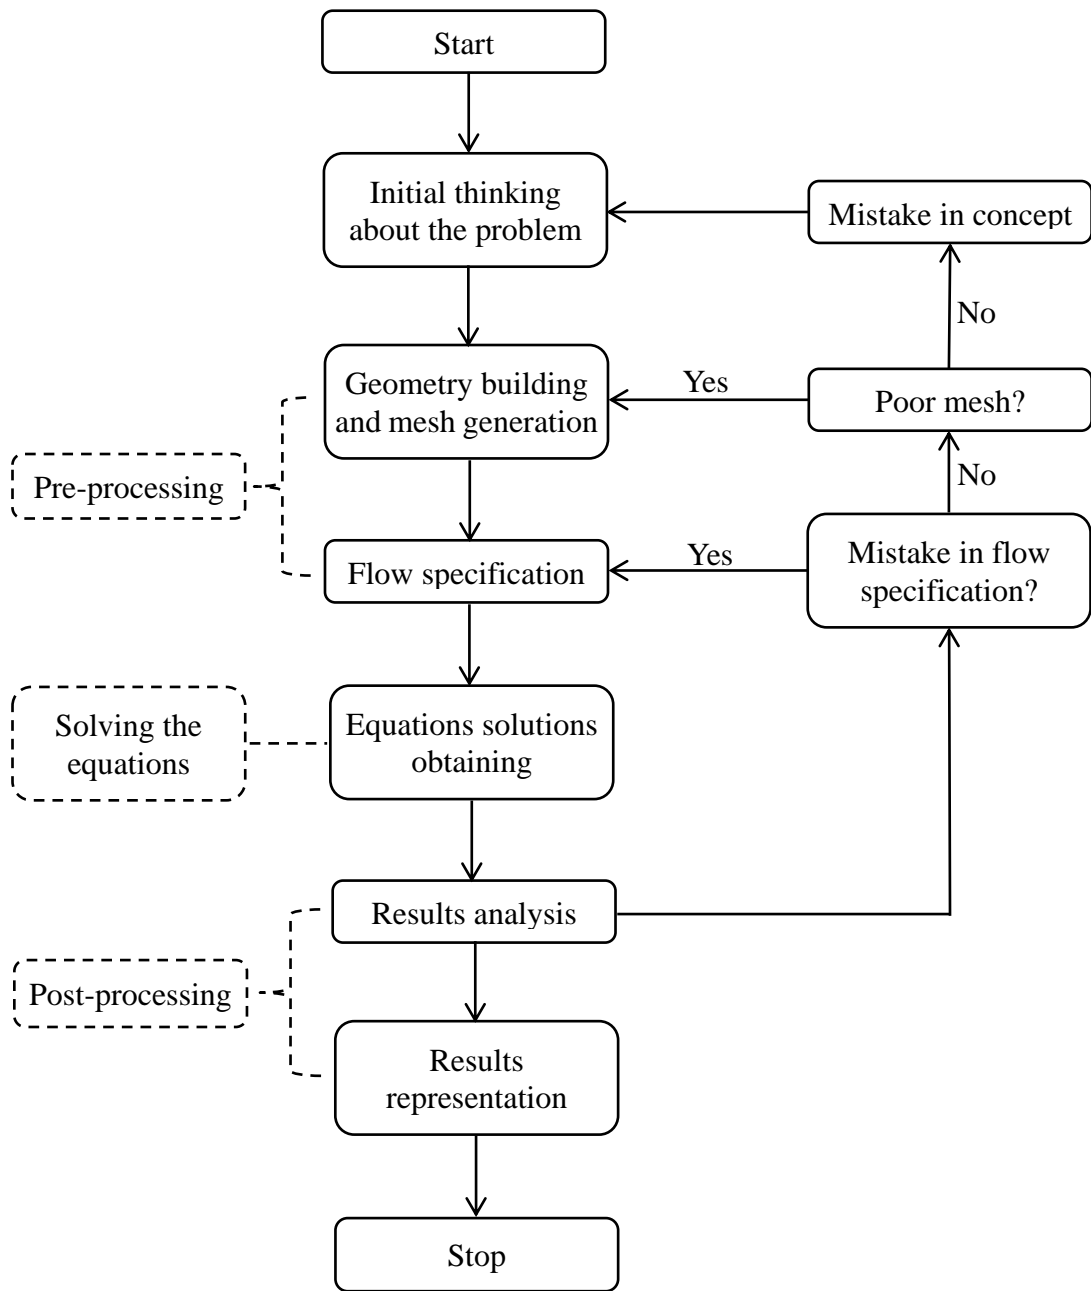 Start
Initial thinking
about the problem
Mistake in concept
No
Geometry building
and mesh generation
Yes
Poor mesh?
Pre-processing
No
Flow specification
Yes
Mistake in flow
specification?
Solving the
equations
Equations solutions
obtaining
Results analysis
Post-processing
Results
representation
Stop